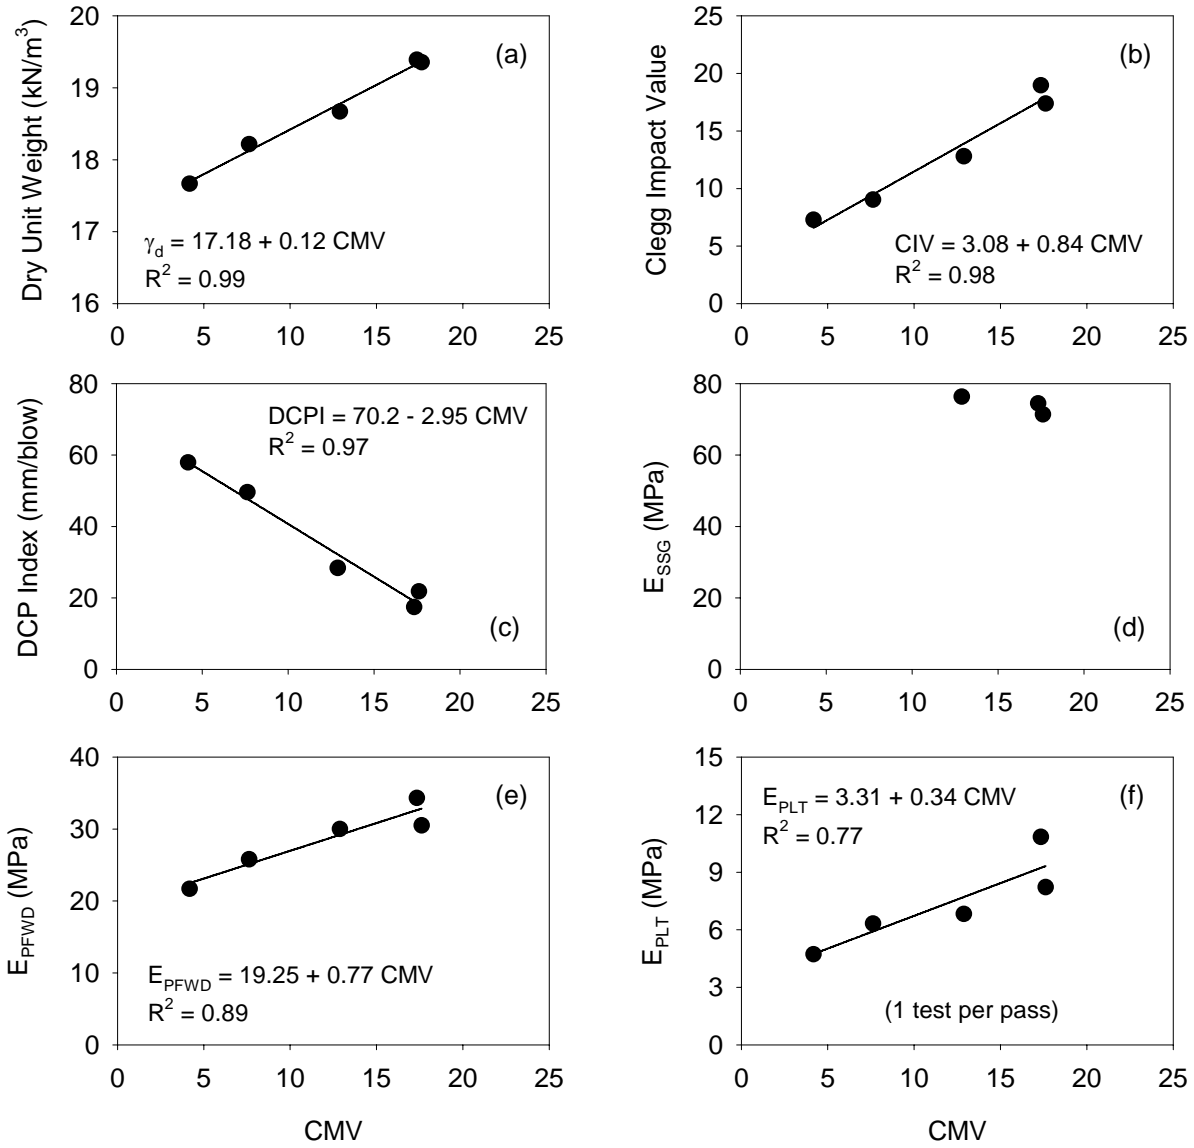 Dry Unit Weight (kN/m³)
20
19
18
17
16
(a)
γd = 17.18 + 0.12 CMV
R² = 0.99
0 5 10 15 20 25
Clegg Impact Value
25
20
15
10
5
0
(b)
CIV = 3.08 + 0.84 CMV
R² = 0.98
0 5 10 15 20 25
DCP Index (mm/blow)
80
60
40
20
0
DCPI = 70.2 - 2.95 CMV
R² = 0.97
(c)
0 5 10 15 20 25
ESSG (MPa)
80
60
40
20
0
(d)
0 5 10 15 20 25
EPFWD (MPa)
40
30
20
10
0
(e)
EPFWD = 19.25 + 0.77 CMV
R² = 0.89
0 5 10 15 20 25
CMV
EPLT (MPa)
15
12
9
6
3
0
EPLT = 3.31 + 0.34 CMV
(f)
R² = 0.77
(1 test per pass)
0 5 10 15 20 25
CMV